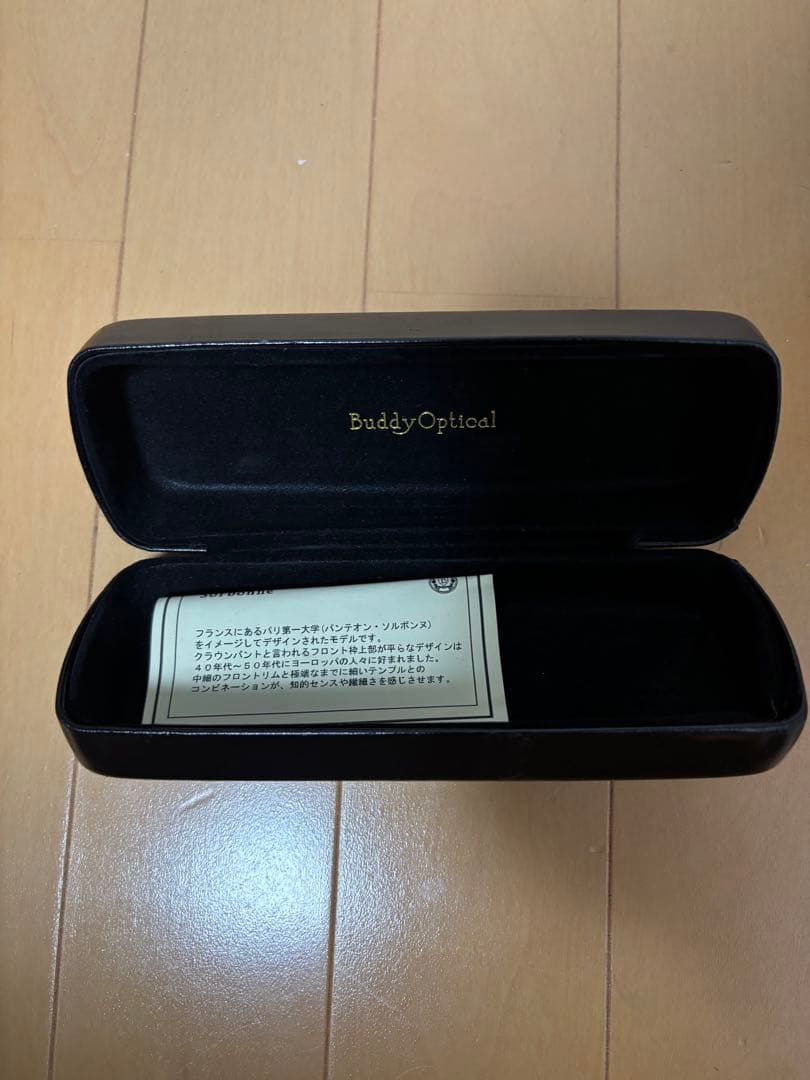 BuddyOptical
Sorbonne
フランスにあるパリ第一大学(パンテオン・ソルボンヌ)
をイメージしてデザインされたモデルです。
クラウンパントと言われるフロント枠上部が平らなデザインは
40年代～50年代にヨーロッパの人々に好まれました。
中細のフロントリムと極端なまでに細いテンプルとの
コンビネーションが、知的センスや繊細さを感じさせます。